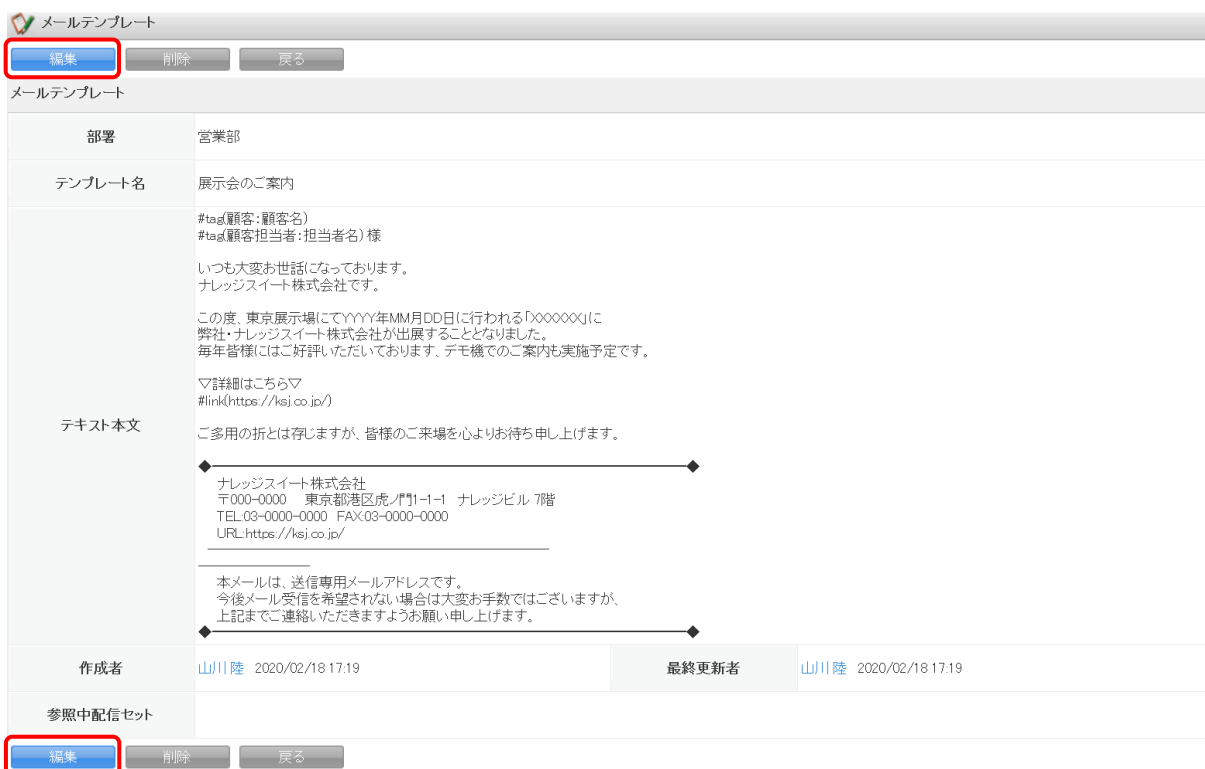 メールテンプレート
編集 削除 戻る
メールテンプレート
部署 営業部
テンプレート名 展示会のご案内
テキスト本文
#tag(顧客:顧客名)
#tag(顧客担当者:担当者名) 様
いつも大変お世話になっております。
ナレッジスイート株式会社です。
この度、東京展示場にてYYYY年MM月DD日に行われる「XXXXXX」に
弊社・ナレッジスイート株式会社が出展することとなりました。
毎年皆様にはご好評いただいております、デモ機でのご案内も実施予定です。
▽詳細はこちら▽
#link(https://ksj.co.jp/)
ご多用の折とは存じますが、皆様のご来場を心よりお待ち申し上げます。
ナレッジスイート株式会社
〒000-0000 東京都港区虎ノ門1-1-1 ナレッジビル 7階
TEL:03-0000-0000 FAX:03-0000-0000
URL:https://ksj.co.jp/
本メールは、送信専用メールアドレスです。
今後メール受信を希望されない場合は大変お手数ではございますが、
上記までご連絡いただきますようお願い申し上げます。
作成者 山川 陸 2020/02/18 17:19 最終更新者 山川 陸 2020/02/18 17:19
参照中配信セット
編集 削除 戻る